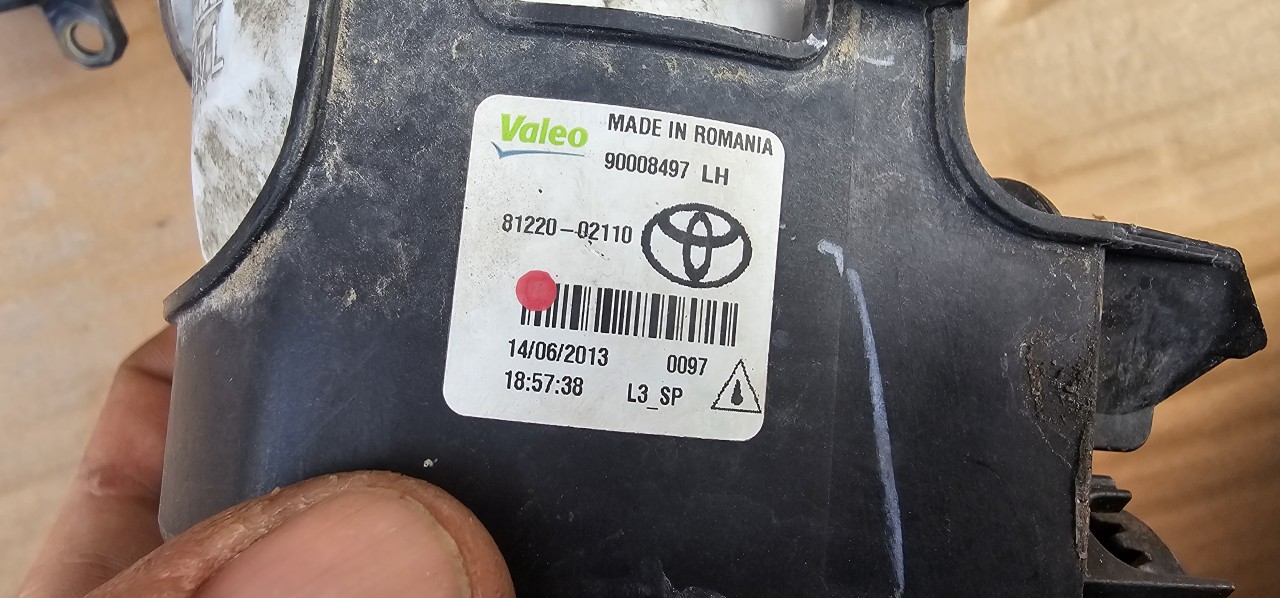 Valeo
MADE IN ROMANIA
90008497 LH
81220-02110
14/06/2013
0097
18:57:38
L3_SP